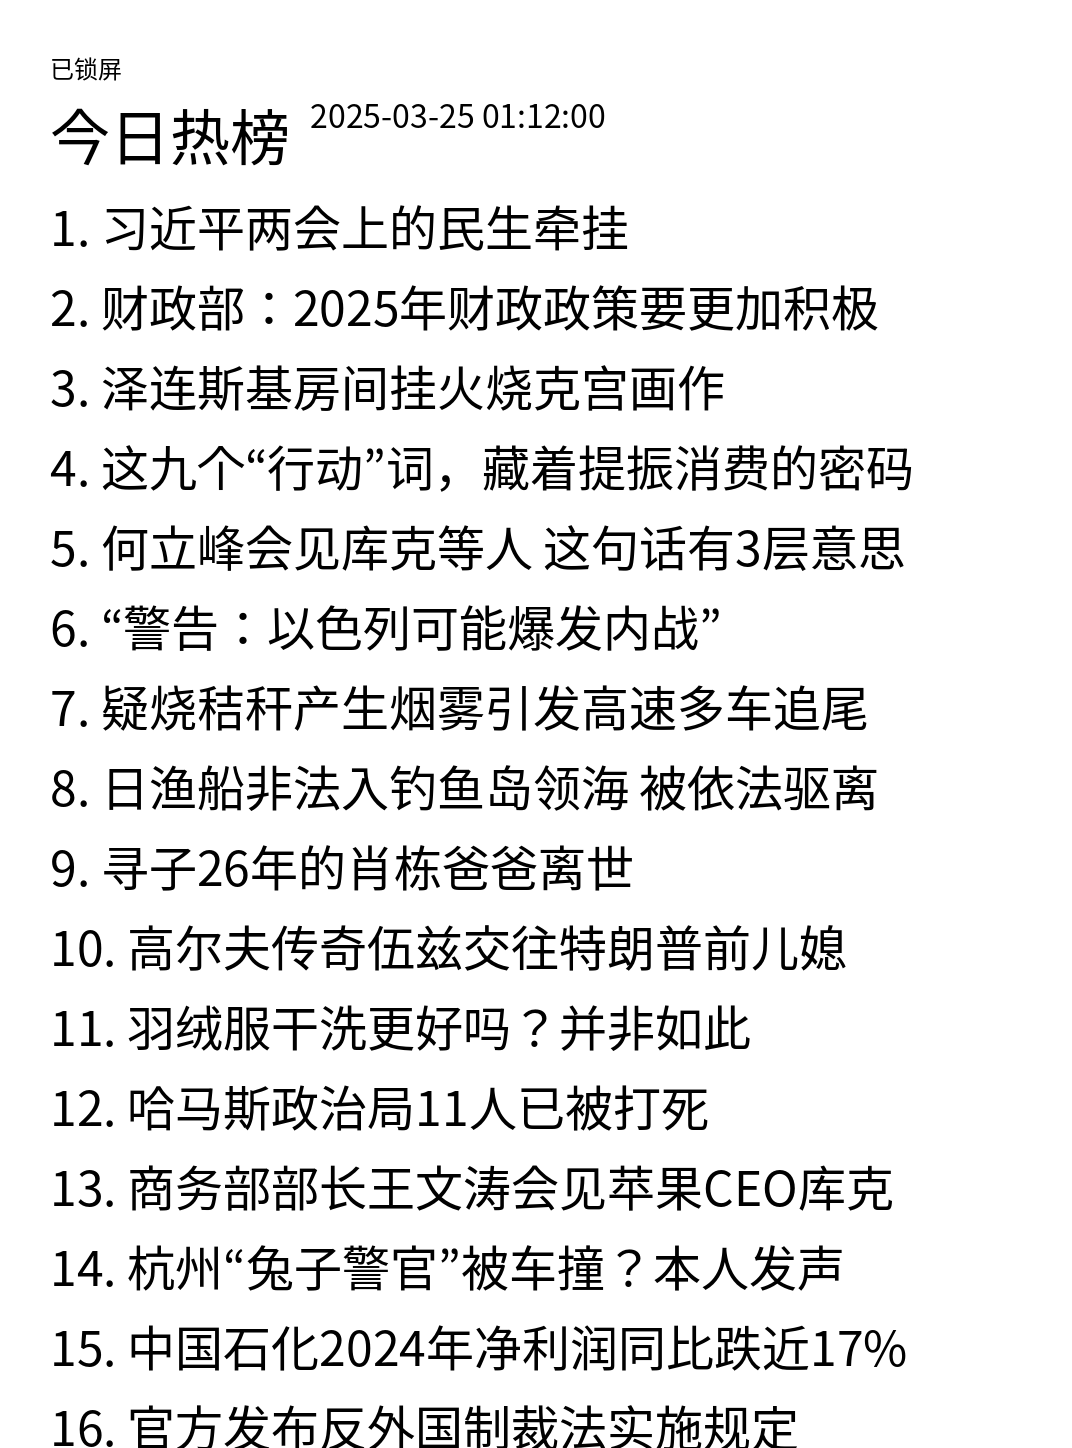 已锁屏
今日热榜 2025-03-25 01:12:00
1. 习近平两会上的民生牵挂
2. 财政部：2025年财政政策要更加积极
3. 泽连斯基房间挂火烧克宫画作
4. 这九个“行动”词，藏着提振消费的密码
5. 何立峰会见库克等人 这句话有3层意思
6. “警告：以色列可能爆发内战”
7. 疑烧秸秆产生烟雾引发高速多车追尾
8. 日渔船非法入钓鱼岛领海 被依法驱离
9. 寻子26年的肖栋爸爸离世
10. 高尔夫传奇伍兹交往特朗普前儿媳
11. 羽绒服干洗更好吗？并非如此
12. 哈马斯政治局11人已被打死
13. 商务部部长王文涛会见苹果CEO库克
14. 杭州“兔子警官”被车撞？本人发声
15. 中国石化2024年净利润同比跌近17%
16. 官方发布反外国制裁法实施规定